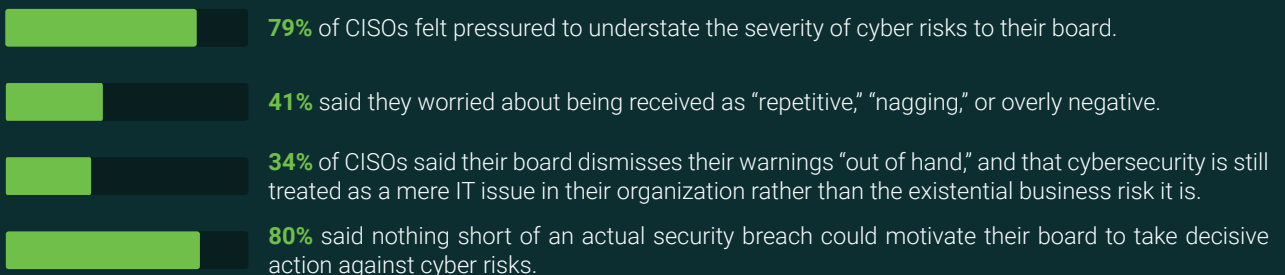 79% of CISOs felt pressured to understate the severity of cyber risks to their board.
41% said they worried about being received as “repetitive,” “nagging,” or overly negative.
34% of CISOs said their board dismisses their warnings “out of hand,” and that cybersecurity is still
treated as a mere IT issue in their organization rather than the existential business risk it is.
80% said nothing short of an actual security breach could motivate their board to take decisive
action against cyber risks.